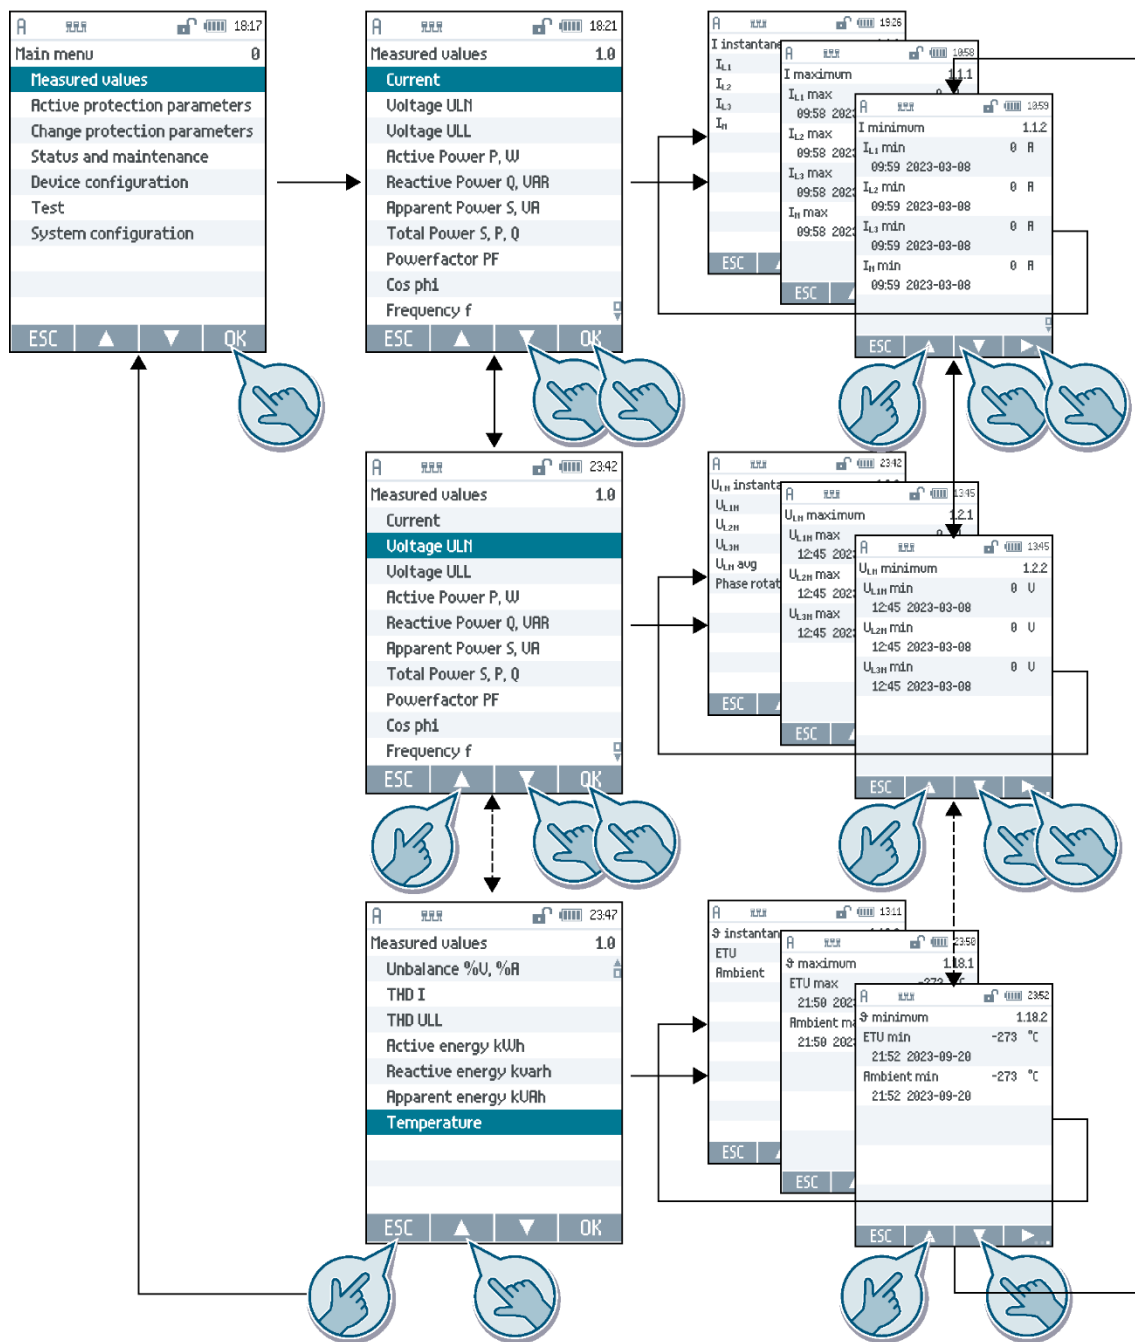 A 18:17
Main menu 0
Measured values
Active protection parameters
Change protection parameters
Status and maintenance
Device configuration
Test
System configuration
ESC OK
A 18:21
Measured values 1.0
Current
Voltage ULN
Voltage ULL
Active Power P, W
Reactive Power Q, VAR
Apparent Power S, VA
Total Power S, P, Q
Powerfactor PF
Cos phi
Frequency f
ESC OK
A 19:26
I instantane
IL1
IL2
IL3
IN
ESC
A 10:58
I maximum 1.1.1
IL1 max
09:58 2023
IL2 max
09:58 2023
IL3 max
09:58 202
IN max
09:58 202
ESC
A 10:59
I minimum 1.1.2
IL1 min 0 A
09:59 2023-03-08
IL2 min 0 A
09:59 2023-03-08
IL3 min 0 A
09:59 2023-03-08
IN min 0 A
09:59 2023-03-08
ESC
A 23:42
Measured values 1.0
Current
Voltage ULN
Voltage ULL
Active Power P, W
Reactive Power Q, VAR
Apparent Power S, VA
Total Power S, P, Q
Powerfactor PF
Cos phi
Frequency f
ESC OK
A 23:42
ULN instanta
UL1N
UL2N
UL3N
ULN avg
Phase rotat
ESC
A 13:45
ULN maximum 1.2.1
UL1N max
12:45 202
UL2N max
12:45 202
UL3N max
12:45 202
ESC
A 13:45
ULN minimum 1.2.2
UL1N min 0 V
12:45 2023-03-08
UL2N min 0 V
12:45 2023-03-08
UL3N min 0 V
12:45 2023-03-08
ESC
A 23:47
Measured values 1.0
Unbalance %V, %A
THD I
THD ULL
Active energy kWh
Reactive energy kvarh
Apparent energy kVAh
Temperature
ESC OK
A 13:11
ϑ instantan
ETU
Ambient
ESC
A 23:50
ϑ maximum 1.18.1
ETU max -273 °C
21:50 202
Ambient ma
21:50 202
ESC
A 23:52
ϑ minimum 1.18.2
ETU min -273 °C
21:52 2023-09-20
Ambient min -273 °C
21:52 2023-09-20
ESC